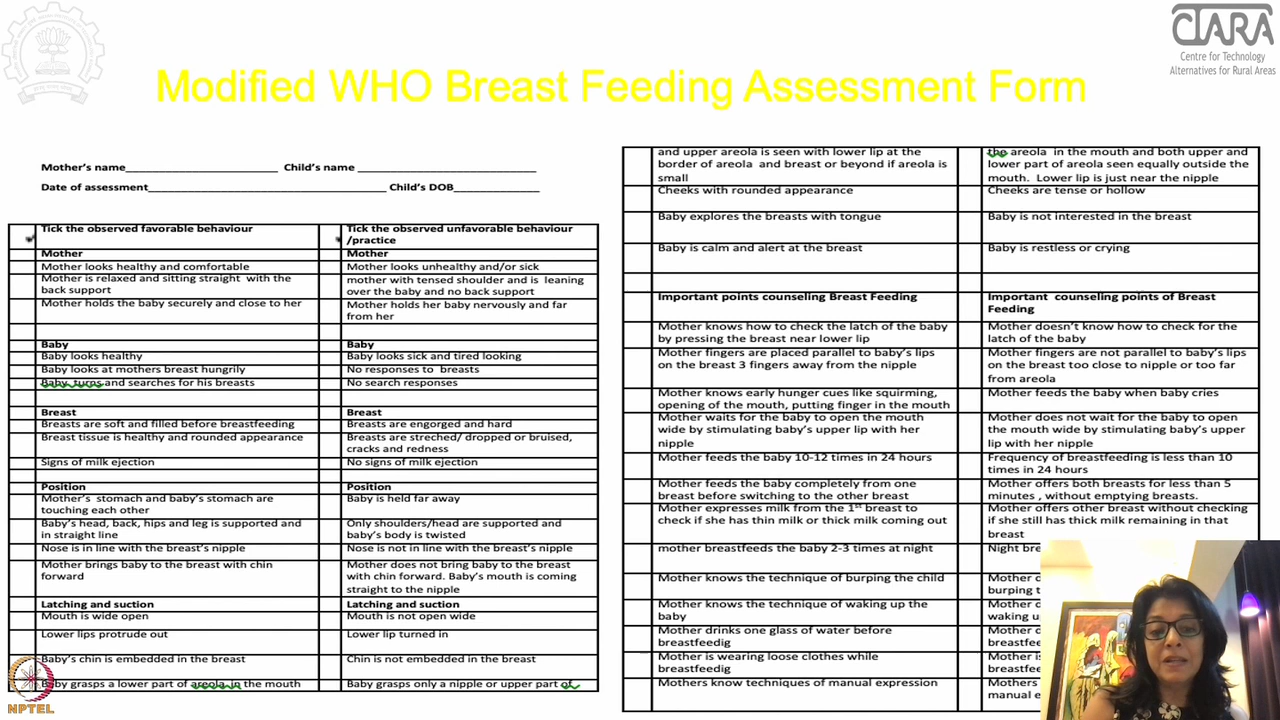 CTARA
Centre for Technology
Alternatives for Rural Areas
Modified WHO Breast Feeding Assessment Form
Mother's name__________ Child's name __________
Date of assessment__________ Child's DOB__________
Tick the observed favorable behaviour
Tick the observed unfavorable behaviour
/practice
Mother
Mother
Mother looks healthy and comfortable
Mother looks unhealthy and/or sick
Mother is relaxed and sitting straight with the
back support
mother with tensed shoulder and is leaning
over the baby and no back support
Mother holds the baby securely and close to her
Mother holds her baby nervously and far
from her
Baby
Baby
Baby looks healthy
Baby looks sick and tired looking
Baby looks at mothers breast hungrily
No responses to breasts
Baby turns and searches for his breasts
No search responses
Breast
Breast
Breasts are soft and filled before breastfeeding
Breasts are engorged and hard
Breast tissue is healthy and rounded appearance
Breasts are streched/ dropped or bruised,
cracks and redness
Signs of milk ejection
No signs of milk ejection
Position
Position
Mother's stomach and baby's stomach are
touching each other
Baby is held far away
Baby's head, back, hips and leg is supported and
in straight line
Only shoulders/head are supported and
baby's body is twisted
Nose is in line with the breast's nipple
Nose is not in line with the breast's nipple
Mother brings baby to the breast with chin
forward
Mother does not bring baby to the breast
with chin forward. Baby's mouth is coming
straight to the nipple
Latching and suction
Latching and suction
Mouth is wide open
Mouth is not open wide
Lower lips protrude out
Lower lip turned in
Baby's chin is embedded in the breast
Chin is not embedded in the breast
Baby grasps a lower part of areola in the mouth
Baby grasps only a nipple or upper part of
and upper areola is seen with lower lip at the
border of areola and breast or beyond if areola is
small
the areola in the mouth and both upper and
lower part of areola seen equally outside the
mouth. Lower lip is just near the nipple
Cheeks with rounded appearance
Cheeks are tense or hollow
Baby explores the breasts with tongue
Baby is not interested in the breast
Baby is calm and alert at the breast
Baby is restless or crying
Important points counseling Breast Feeding
Important counseling points of Breast
Feeding
Mother knows how to check the latch of the baby
by pressing the breast near lower lip
Mother doesn't know how to check for the
latch of the baby
Mother fingers are placed parallel to baby's lips
on the breast 3 fingers away from the nipple
Mother fingers are not parallel to baby's lips
on the breast too close to nipple or too far
from areola
Mother knows early hunger cues like squirming,
opening of the mouth, putting finger in the mouth
Mother feeds the baby when baby cries
Mother waits for the baby to open the mouth
wide by stimulating baby's upper lip with her
nipple
Mother does not wait for the baby to open
the mouth wide by stimulating baby's upper
lip with her nipple
Mother feeds the baby 10-12 times in 24 hours
Frequency of breastfeeding is less than 10
times in 24 hours
Mother feeds the baby completely from one
breast before switching to the other breast
Mother offers both breasts for less than 5
minutes , without emptying breasts.
Mother expresses milk from the 1st breast to
check if she has thin milk or thick milk coming out
Mother offers other breast without checking
if she still has thick milk remaining in that
breast
mother breastfeeds the baby 2-3 times at night
Night
Mother knows the technique of burping the child
Mother
burping
Mother knows the technique of waking up the
baby
Mother
waking
Mother drinks one glass of water before
breastfeedig
Mother
Mother is wearing loose clothes while
breastfeedig
Mother
Mothers know techniques of manual expression
Mothers
manual
NPTEL